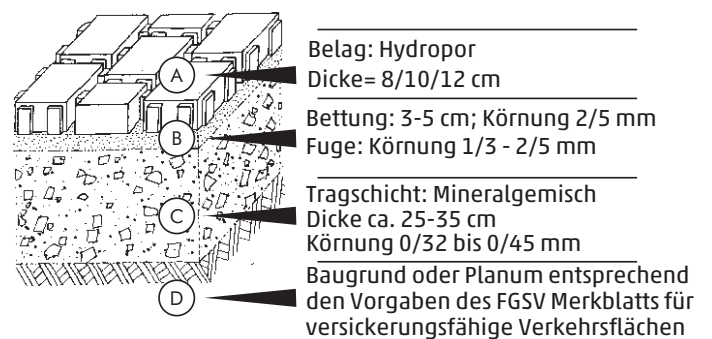 A
Belag: Hydropor
Dicke= 8/10/12 cm
B
Bettung: 3-5 cm; Körnung 2/5 mm
Fuge: Körnung 1/3 - 2/5 mm
C
Tragschicht: Mineralgemisch
Dicke ca. 25-35 cm
Körnung 0/32 bis 0/45 mm
D
Baugrund oder Planum entsprechend
den Vorgaben des FGSV Merkblatts für
versickerungsfähige Verkehrsflächen